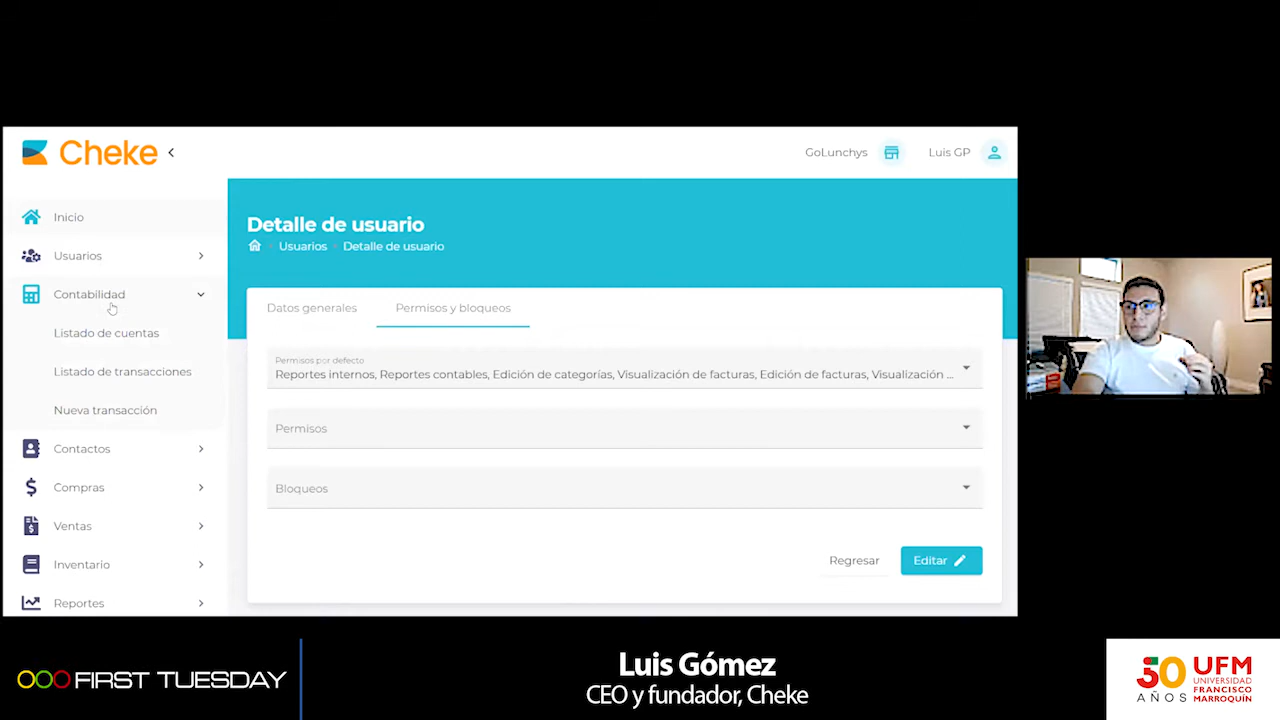 Cheke
GoLunchys
Luis GP
Inicio
Usuarios
Contabilidad
Listado de cuentas
Listado de transacciones
Nueva transacción
Contactos
Compras
Ventas
Inventario
Reportes
Detalle de usuario
Usuarios
Detalle de usuario
Datos generales
Permisos y bloqueos
Permisos por defecto
Reportes internos, Reportes contables, Edición de categorías, Visualización de facturas, Edición de facturas, Visualización ...
Permisos
Bloqueos
Regresar
Editar
FIRST TUESDAY
Luis Gómez
CEO y fundador, Cheke
50
AÑOS
UFM
UNIVERSIDAD
FRANCISCO
MARROQUÍN